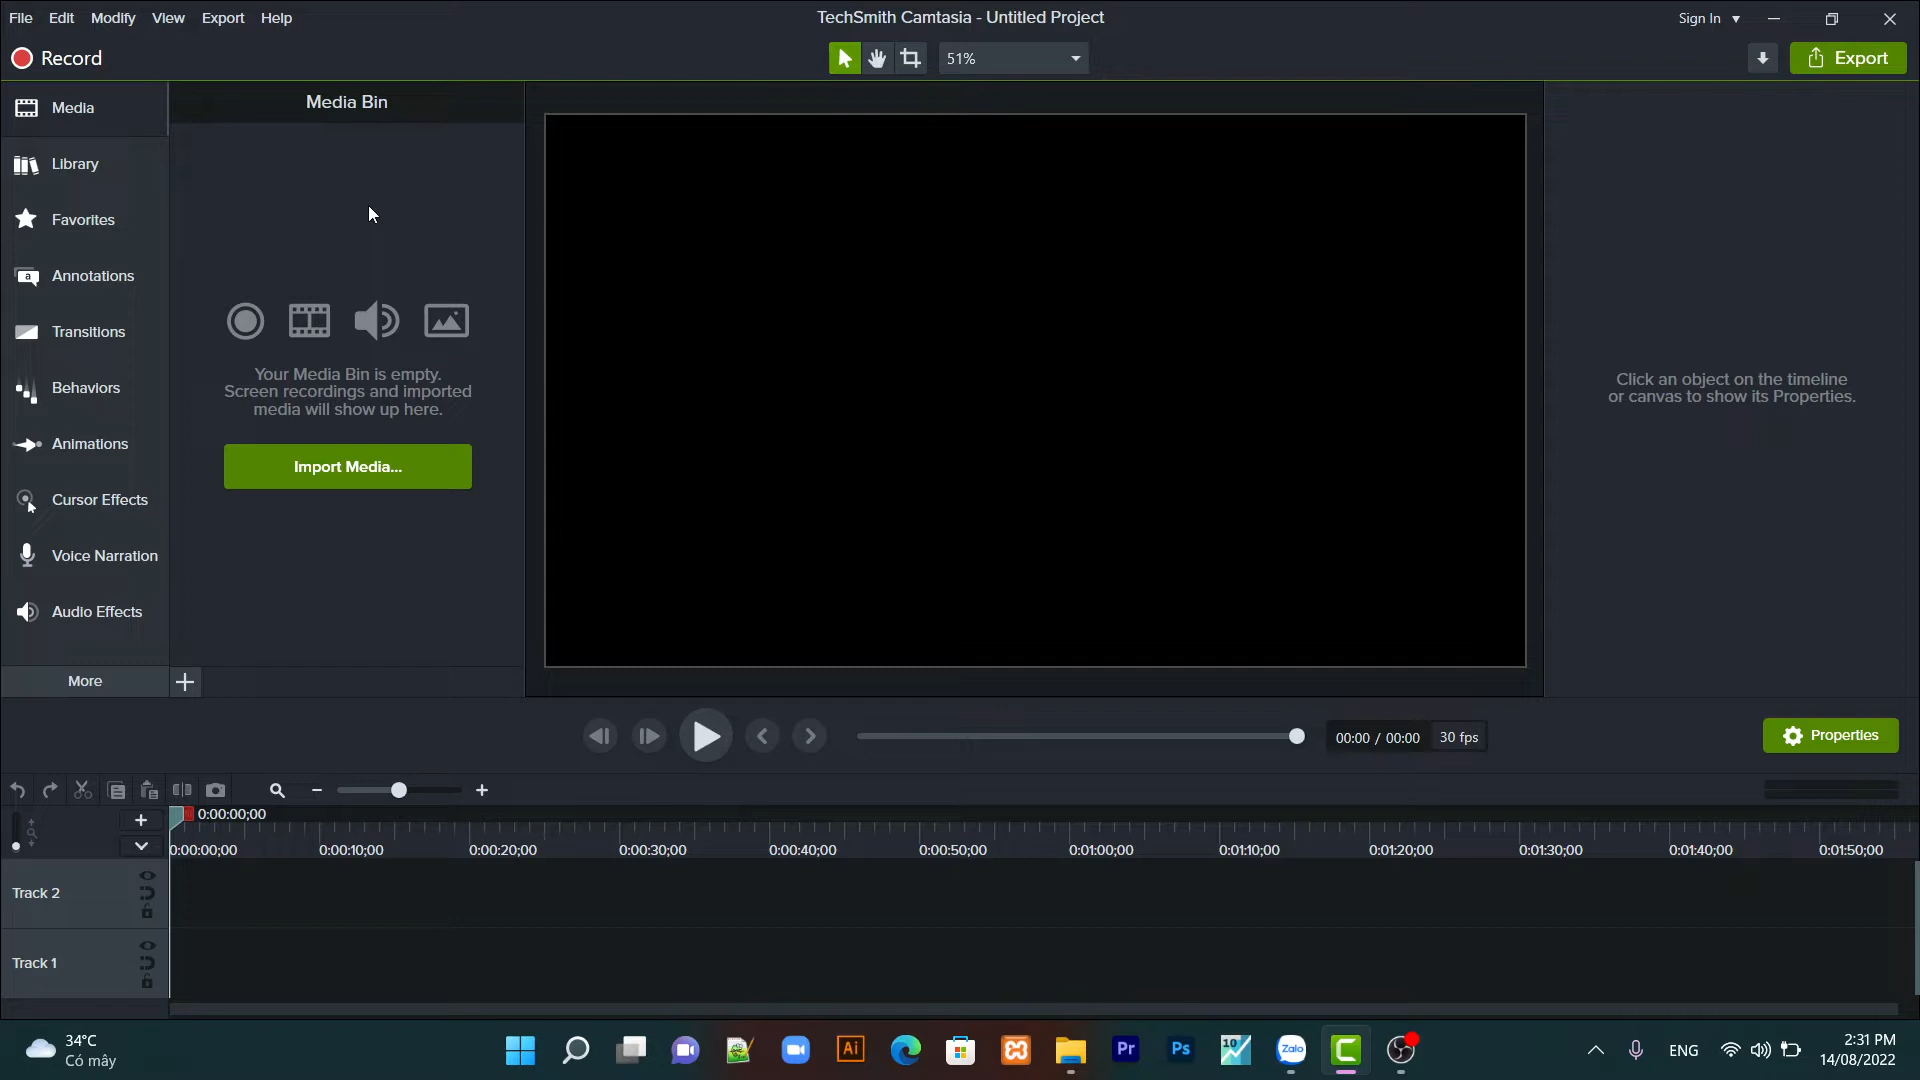 File Edit Modify View Export Help
TechSmith Camtasia - Untitled Project
Sign In
Record
51%
Export
Media
Library
Favorites
a
Annotations
Transitions
Behaviors
Animations
Cursor Effects
Voice Narration
Audio Effects
More
Media Bin
Your Media Bin is empty.
Screen recordings and imported
media will show up here.
Import Media...
Click an object on the timeline
or canvas to show its Properties.
00:00 / 00:00 30 fps
Properties
0:00:00;00
0:00:00;00 0:00:10;00 0:00:20;00 0:00:30;00 0:00:40;00 0:00:50;00 0:01:00;00 0:01:10;00 0:01:20;00 0:01:30;00 0:01:40;00 0:01:50;00
Track 2
Track 1
34°C
Có mây
Ai
Pr
Ps
10
Zalo
C
ENG
2:31 PM
14/08/2022